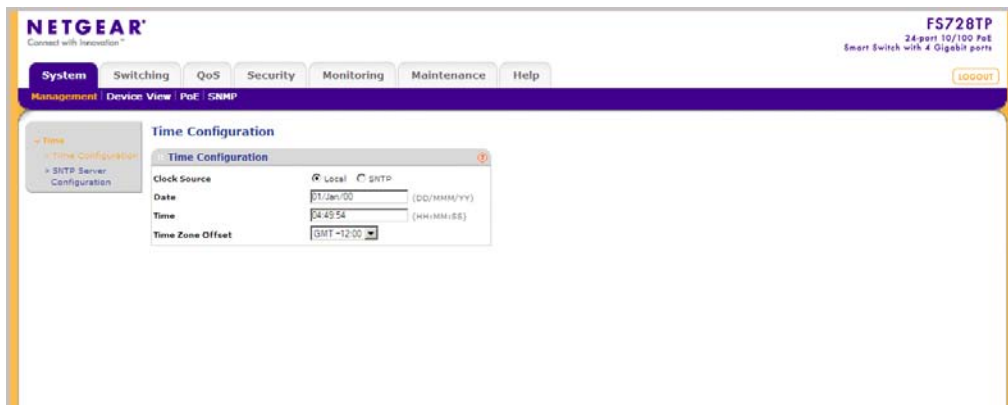 NETGEAR
Connect with Innovation™
FS728TP
24-port 10/100 PoE
Smart Switch with 4 Gigabit ports
System Switching QoS Security Monitoring Maintenance Help
LOGOUT
Management Device View PoE SNMP
Time
Time Configuration
SNTP Server
Configuration
Time Configuration
Time Configuration
Clock Source Local SNTP
Date 01/Jan/00 (DD/MMM/YY)
Time 04:49:54 (HH:MM:SS)
Time Zone Offset GMT -12:00